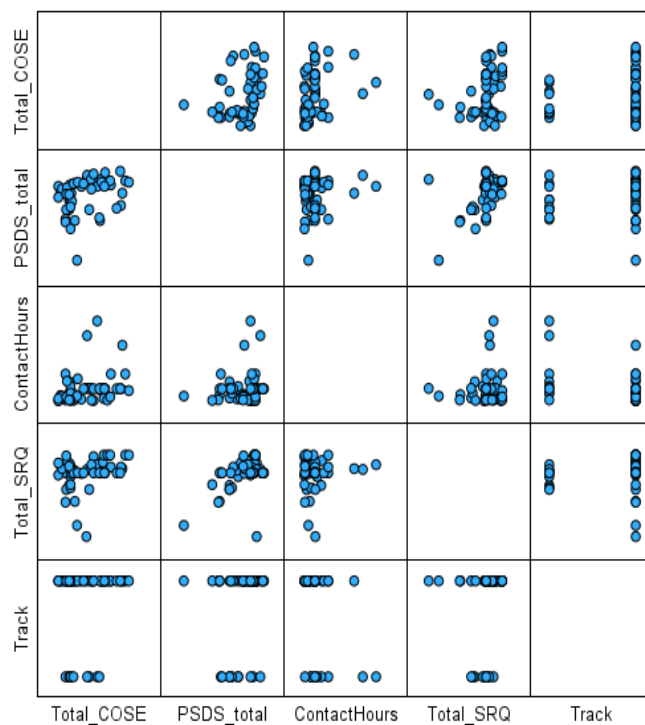 Total_COSE
PSDS_total
ContactHours
Total_SRQ
Track
Total_COSE PSDS_total ContactHours Total_SRQ Track